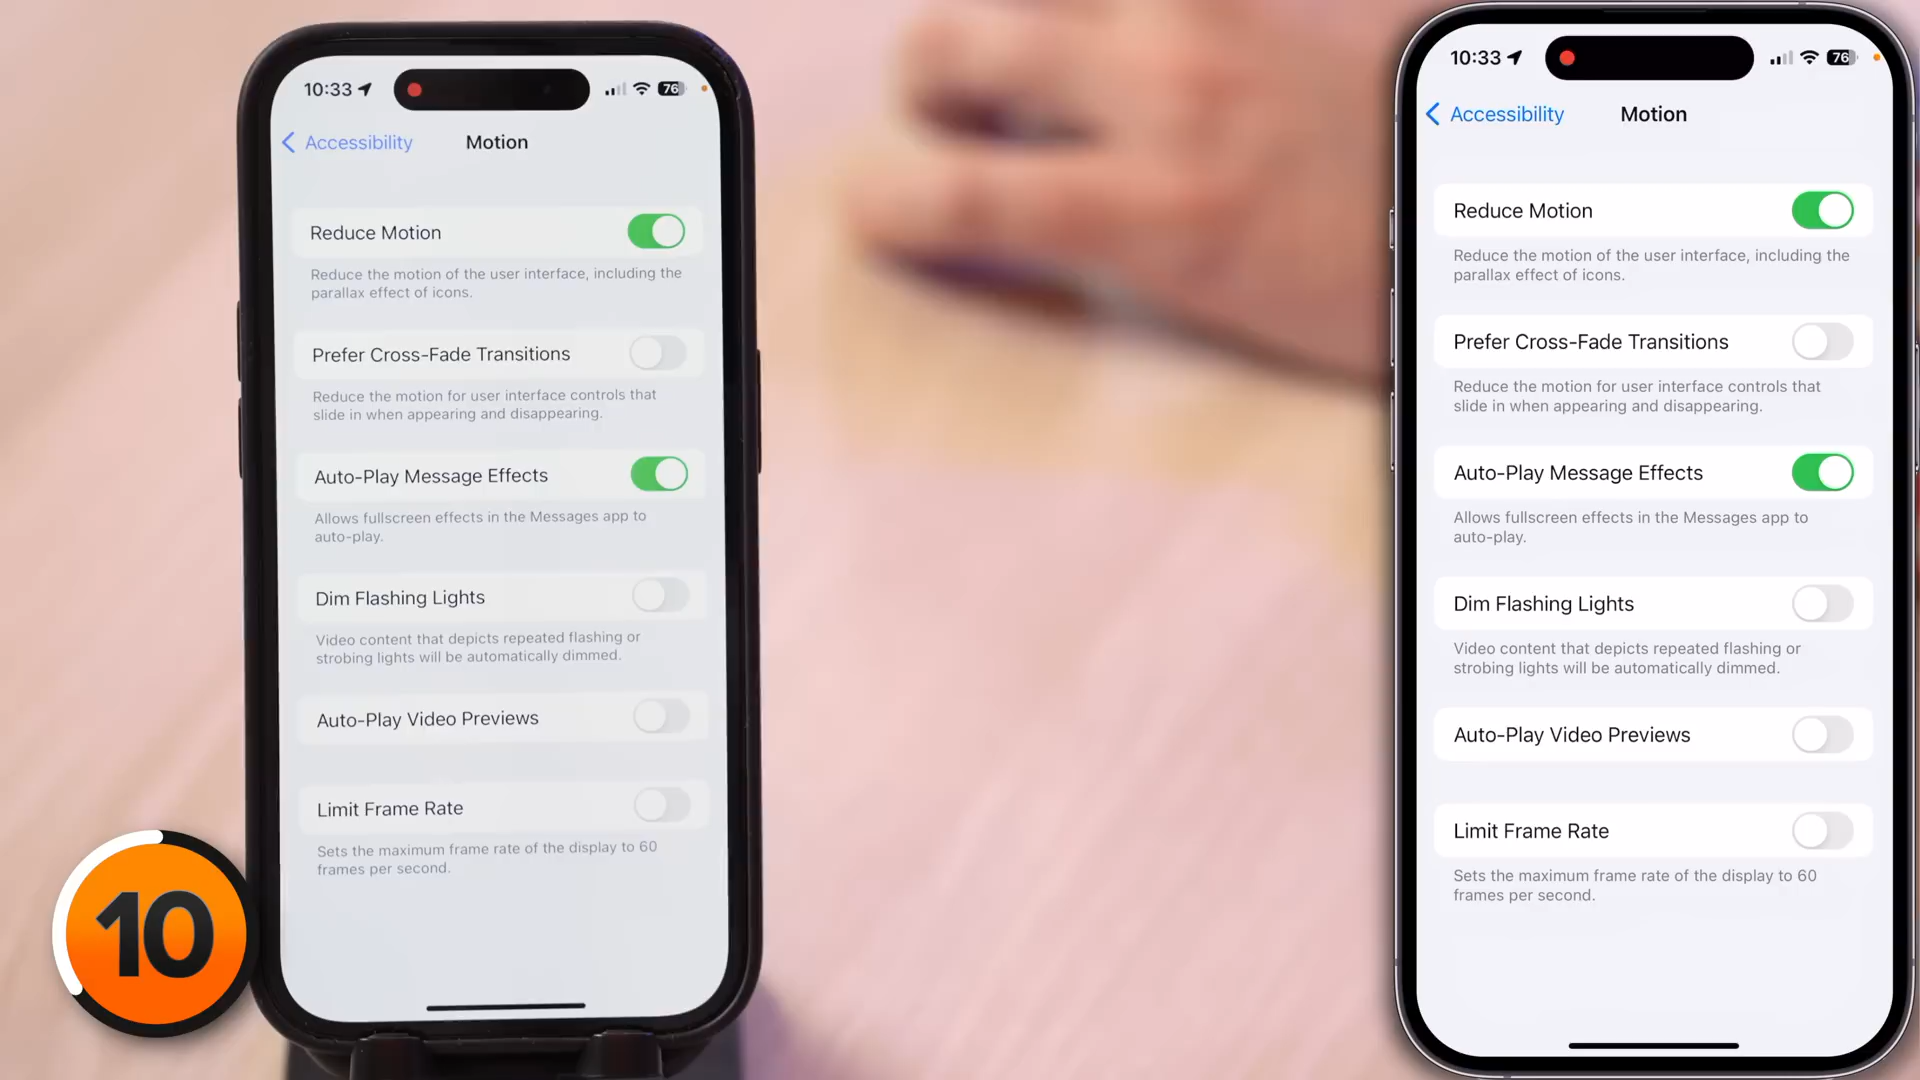 10:33
76
Accessibility
Motion
Reduce Motion
Reduce the motion of the user interface, including the
parallax effect of icons.
Prefer Cross-Fade Transitions
Reduce the motion for user interface controls that
slide in when appearing and disappearing.
Auto-Play Message Effects
Allows fullscreen effects in the Messages app to
auto-play.
Dim Flashing Lights
Video content that depicts repeated flashing or
strobing lights will be automatically dimmed.
Auto-Play Video Previews
Limit Frame Rate
Sets the maximum frame rate of the display to 60
frames per second.
10
10:33
76
Accessibility
Motion
Reduce Motion
Reduce the motion of the user interface, including the
parallax effect of icons.
Prefer Cross-Fade Transitions
Reduce the motion for user interface controls that
slide in when appearing and disappearing.
Auto-Play Message Effects
Allows fullscreen effects in the Messages app to
auto-play.
Dim Flashing Lights
Video content that depicts repeated flashing or
strobing lights will be automatically dimmed.
Auto-Play Video Previews
Limit Frame Rate
Sets the maximum frame rate of the display to 60
frames per second.